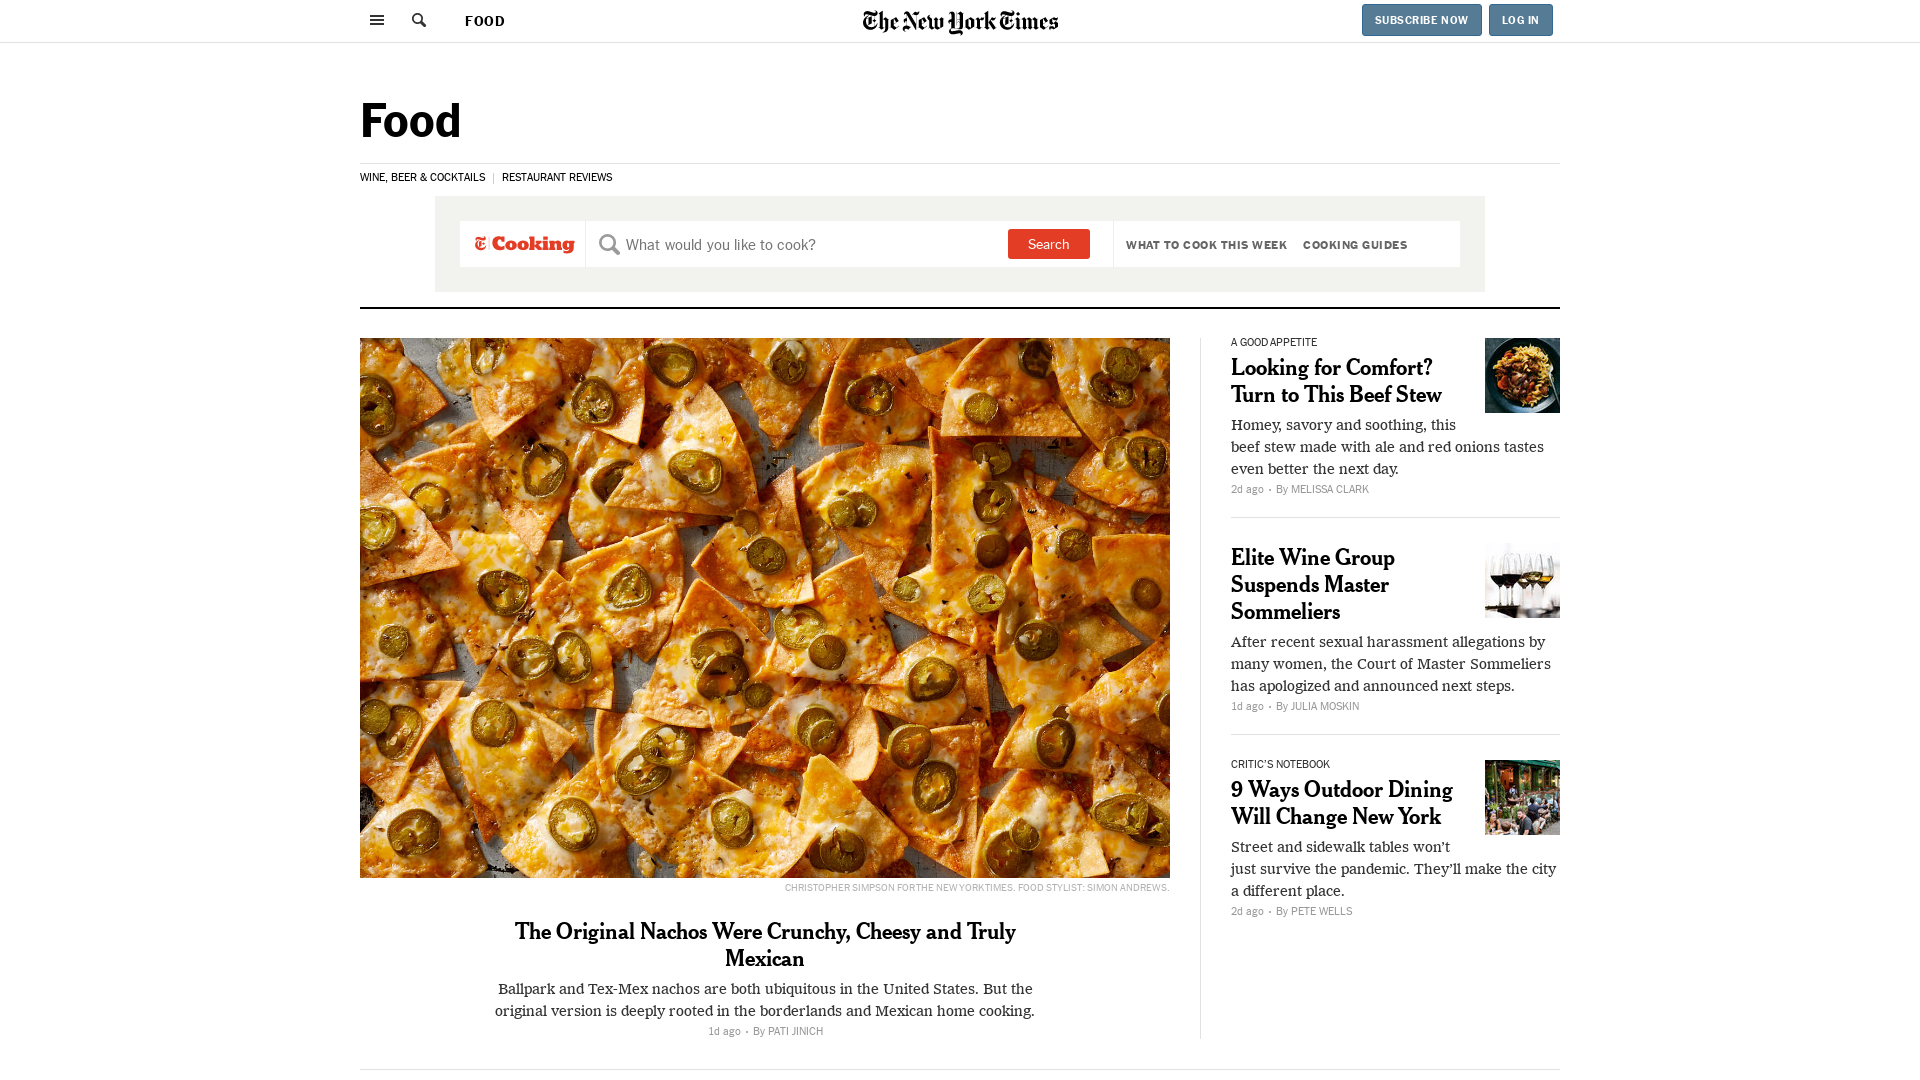 FOOD
The New York Times
SUBSCRIBE NOW
LOG IN
Food
WINE, BEER & COCKTAILS
RESTAURANT REVIEWS
Cooking
What would you like to cook?
Search
WHAT TO COOK THIS WEEK
COOKING GUIDES
CHRISTOPHER SIMPSON FOR THE NEW YORK TIMES. FOOD STYLIST: SIMON ANDREWS.
The Original Nachos Were Crunchy, Cheesy and Truly
Mexican
Ballpark and Tex-Mex nachos are both ubiquitous in the United States. But the
original version is deeply rooted in the borderlands and Mexican home cooking.
1d ago • By PATI JINICH
A GOOD APPETITE
Looking for Comfort?
Turn to This Beef Stew
Homey, savory and soothing, this
beef stew made with ale and red onions tastes
even better the next day.
2d ago • By MELISSA CLARK
Elite Wine Group
Suspends Master
Sommeliers
After recent sexual harassment allegations by
many women, the Court of Master Sommeliers
has apologized and announced next steps.
1d ago • By JULIA MOSKIN
CRITIC'S NOTEBOOK
9 Ways Outdoor Dining
Will Change New York
Street and sidewalk tables won’t
just survive the pandemic. They’ll make the city
a different place.
2d ago • By PETE WELLS